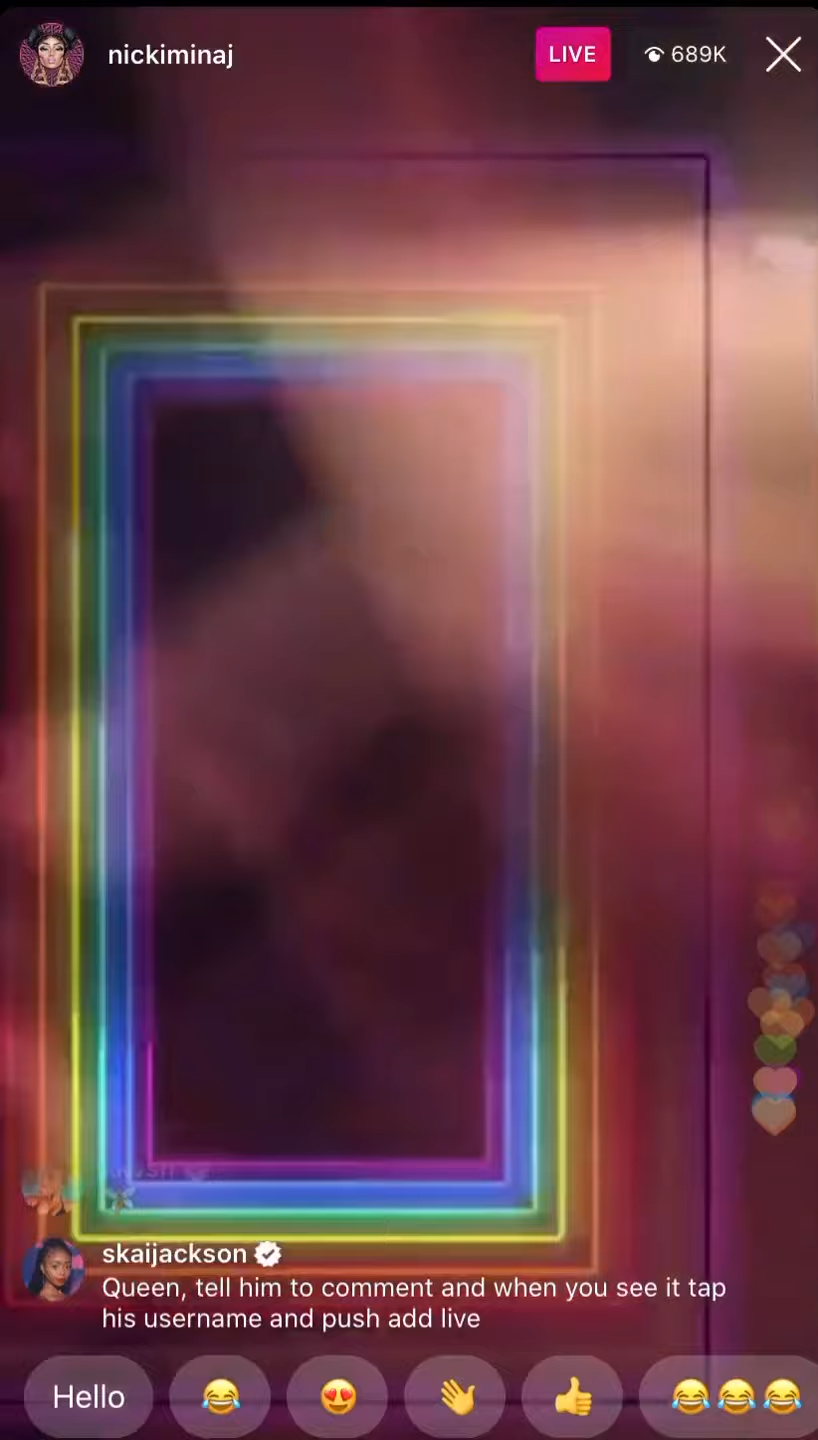 nickiminaj
LIVE
689K
skaijackson
Queen, tell him to comment and when you see it tap
his username and push add live
Hello